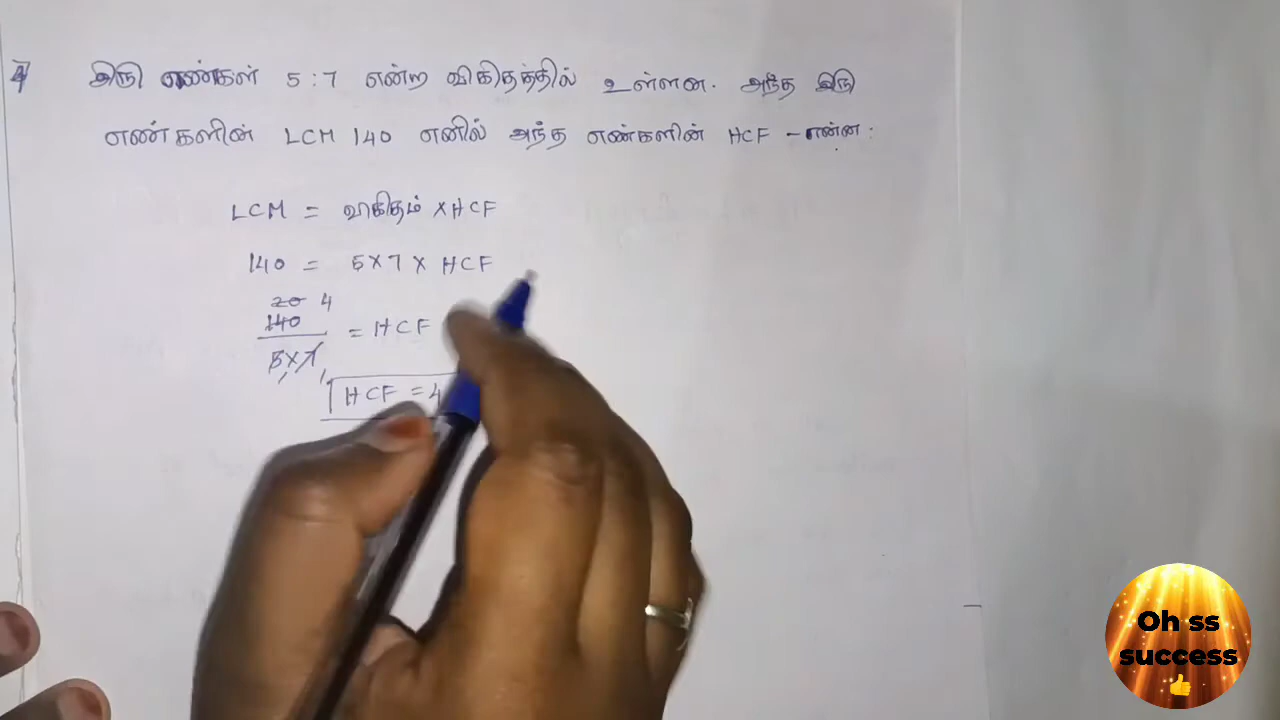 4 இரு எண்கள் 5 : 7 என்ற விகிதத்தில் உள்ளன. அந்த இரு
எண்களின் LCM 140 எனில் அந்த எண்களின் HCF - என்ன :
LCM = விகிதம் X HCF
140 = 5 X 7 X HCF
20 4
140
= HCF
5 X 7
HCF = 4
Oh ss
success